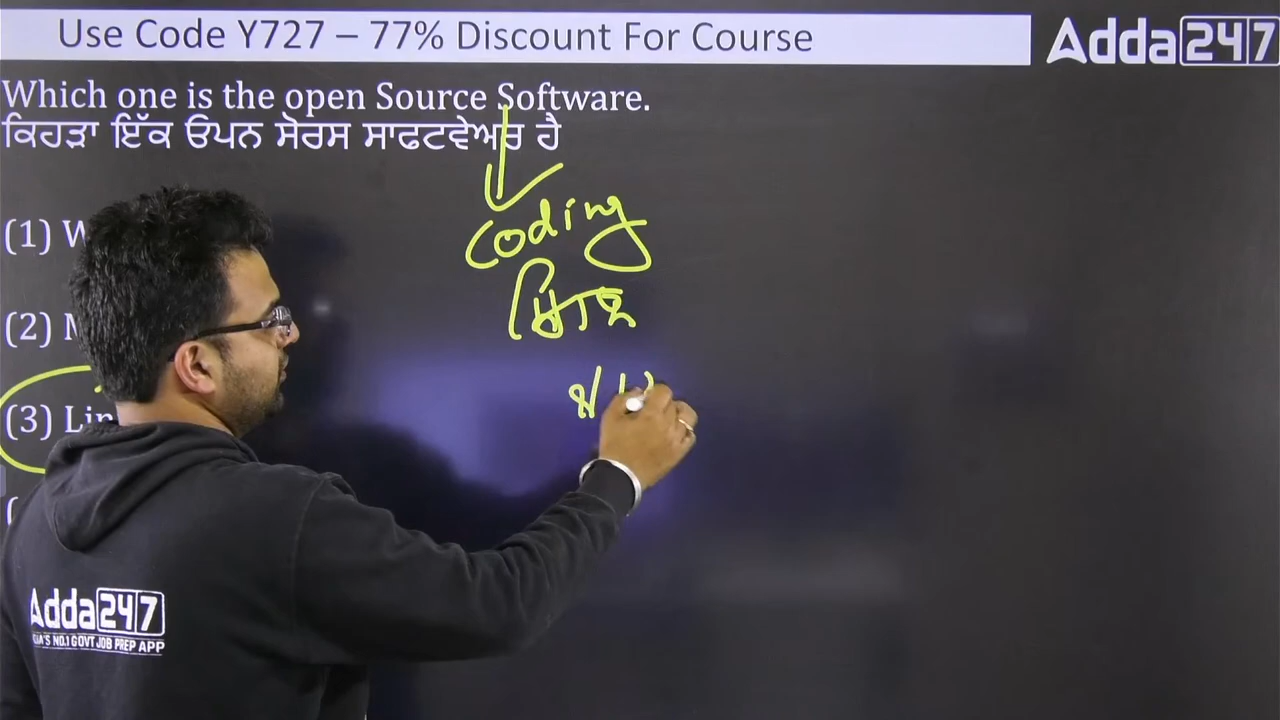 Use Code Y727 – 77% Discount For Course
Adda247
Which one is the open Source Software.
ਕਿਹੜਾ ਇੱਕ ਓਪਨ ਸੋਰਸ ਸਾਫਟਵੇਅਰ ਹੈ
Coding
(1) W
(2) M
(3) Lin
(
Adda247
INDIA'S NO.1 GOVT JOB PREP APP